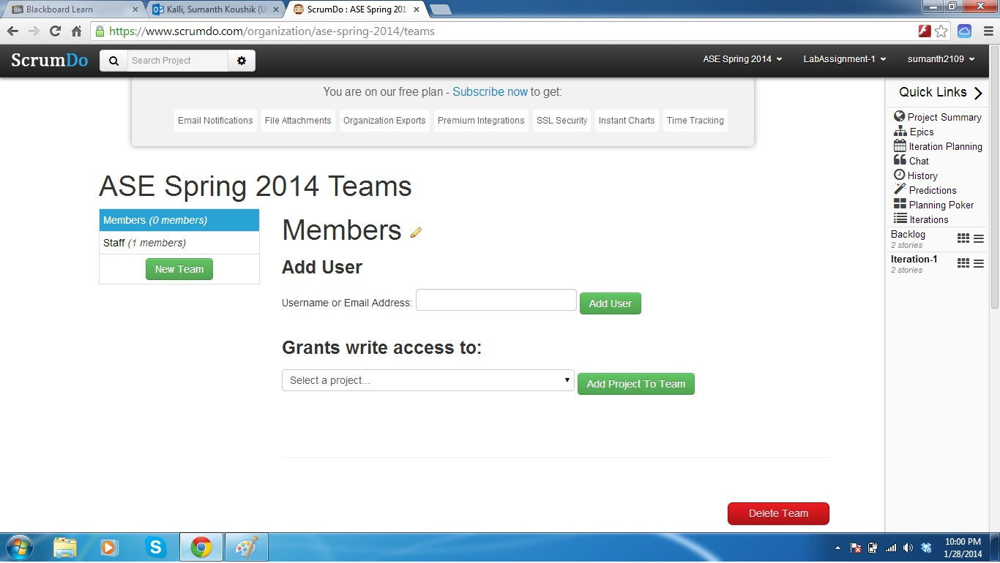 Blackboard Learn
Kalli, Sumanth Koushik (U
ScrumDo : ASE Spring 201
https://www.scrumdo.com/organization/ase-spring-2014/teams
ScrumDo
Search Project
ASE Spring 2014
LabAssignment-1
sumanth2109
You are on our free plan - Subscribe now to get:
Email Notifications
File Attachments
Organization Exports
Premium Integrations
SSL Security
Instant Charts
Time Tracking
Quick Links
Project Summary
Epics
Iteration Planning
Chat
History
Predictions
Planning Poker
Iterations
Backlog
2 stories
Iteration-1
2 stories
ASE Spring 2014 Teams
Members (0 members)
Staff (1 members)
New Team
Members
Add User
Username or Email Address:
Add User
Grants write access to:
Select a project...
Add Project To Team
Delete Team
10:00 PM
1/28/2014